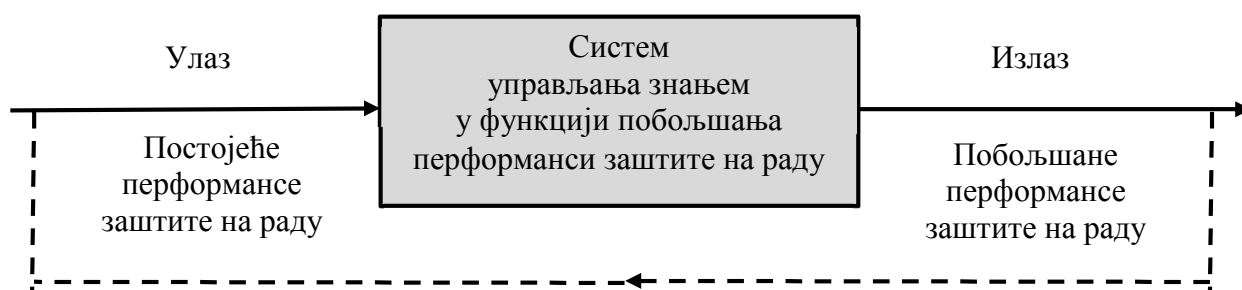 Улаз
Постојеће
перформансе
заштите на раду
Систем
управљања знањем
у функцији побољшања
перформанси заштите на раду
Излаз
Побољшане
перформансе
заштите на раду